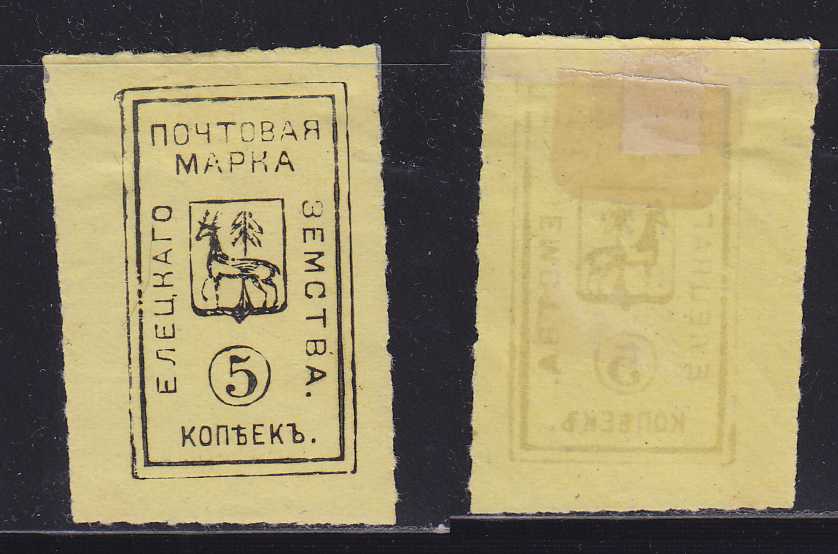 ПОЧТОВАЯ
МАРКА
ЕЛЕЦКАГО
ЗЕМСТВА.
5
КОПѢЕКЪ.